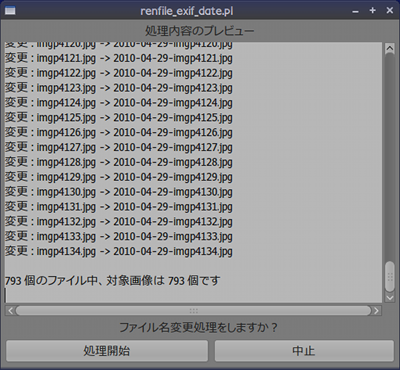 renfile_exif_date.pl
処理内容のプレビュー
変更 : imgp4120.jpg -> 2010-04-29-imgp4120.jpg
変更 : imgp4121.jpg -> 2010-04-29-imgp4121.jpg
変更 : imgp4122.jpg -> 2010-04-29-imgp4122.jpg
変更 : imgp4123.jpg -> 2010-04-29-imgp4123.jpg
変更 : imgp4124.jpg -> 2010-04-29-imgp4124.jpg
変更 : imgp4125.jpg -> 2010-04-29-imgp4125.jpg
変更 : imgp4126.jpg -> 2010-04-29-imgp4126.jpg
変更 : imgp4127.jpg -> 2010-04-29-imgp4127.jpg
変更 : imgp4128.jpg -> 2010-04-29-imgp4128.jpg
変更 : imgp4129.jpg -> 2010-04-29-imgp4129.jpg
変更 : imgp4130.jpg -> 2010-04-29-imgp4130.jpg
変更 : imgp4131.jpg -> 2010-04-29-imgp4131.jpg
変更 : imgp4132.jpg -> 2010-04-29-imgp4132.jpg
変更 : imgp4133.jpg -> 2010-04-29-imgp4133.jpg
変更 : imgp4134.jpg -> 2010-04-29-imgp4134.jpg
793 個のファイル中、対象画像は 793 個です
ファイル名変更処理をしますか？
処理開始
中止